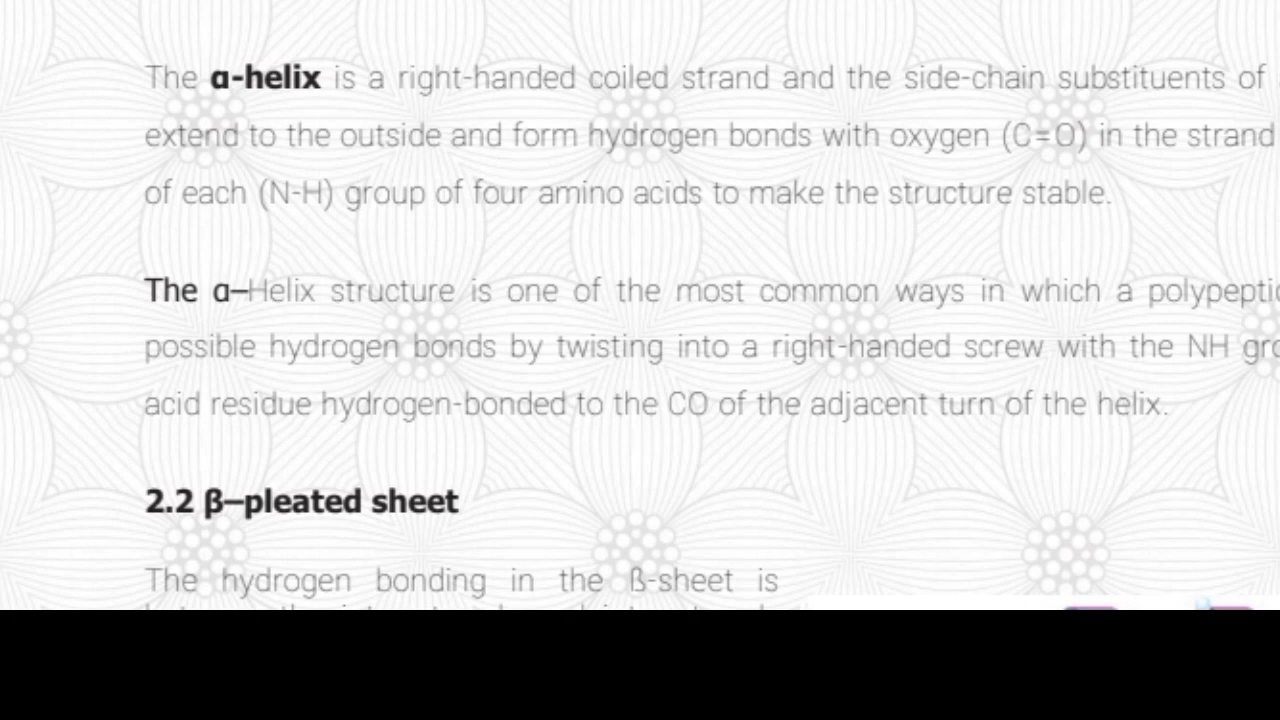 The α-helix is a right-handed coiled strand and the side-chain substituents of
extend to the outside and form hydrogen bonds with oxygen (C=O) in the strand
of each (N-H) group of four amino acids to make the structure stable.
The α–Helix structure is one of the most common ways in which a
possible hydrogen bonds by twisting into a right-handed screw with the NH
acid residue hydrogen-bonded to the CO of the adjacent turn of the helix.
2.2 β–pleated sheet
The hydrogen bonding in the ß-sheet is